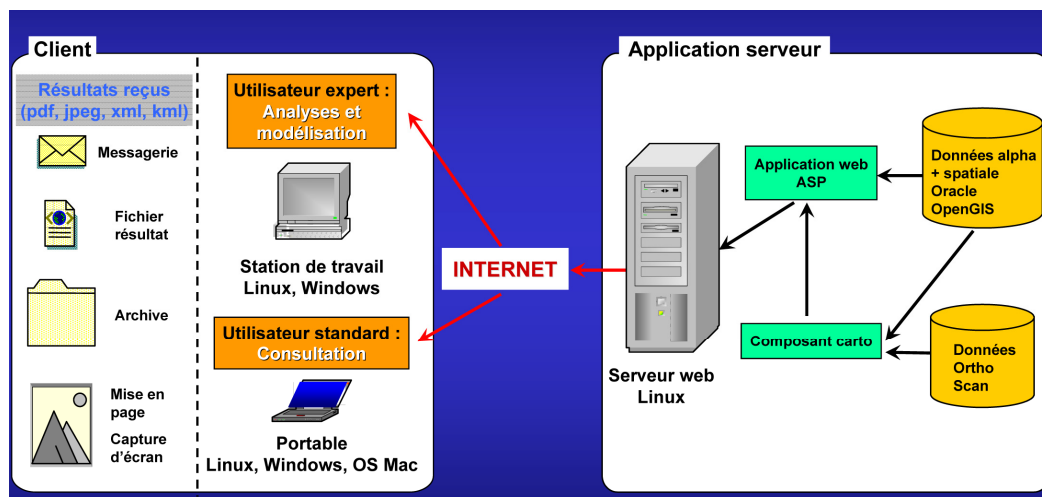 Client
Résultats reçus
(pdf, jpeg, xml, kml)
Messagerie
Fichier
résultat
Archive
Mise en
page
Capture
d'écran
Utilisateur expert :
Analyses et
modélisation
Station de travail
Linux, Windows
Utilisateur standard :
Consultation
Portable
Linux, Windows, OS Mac
INTERNET
Application serveur
Serveur web
Linux
Application web
ASP
Composant carto
Données alpha
+ spatiale
Oracle
OpenGIS
Données
Ortho
Scan